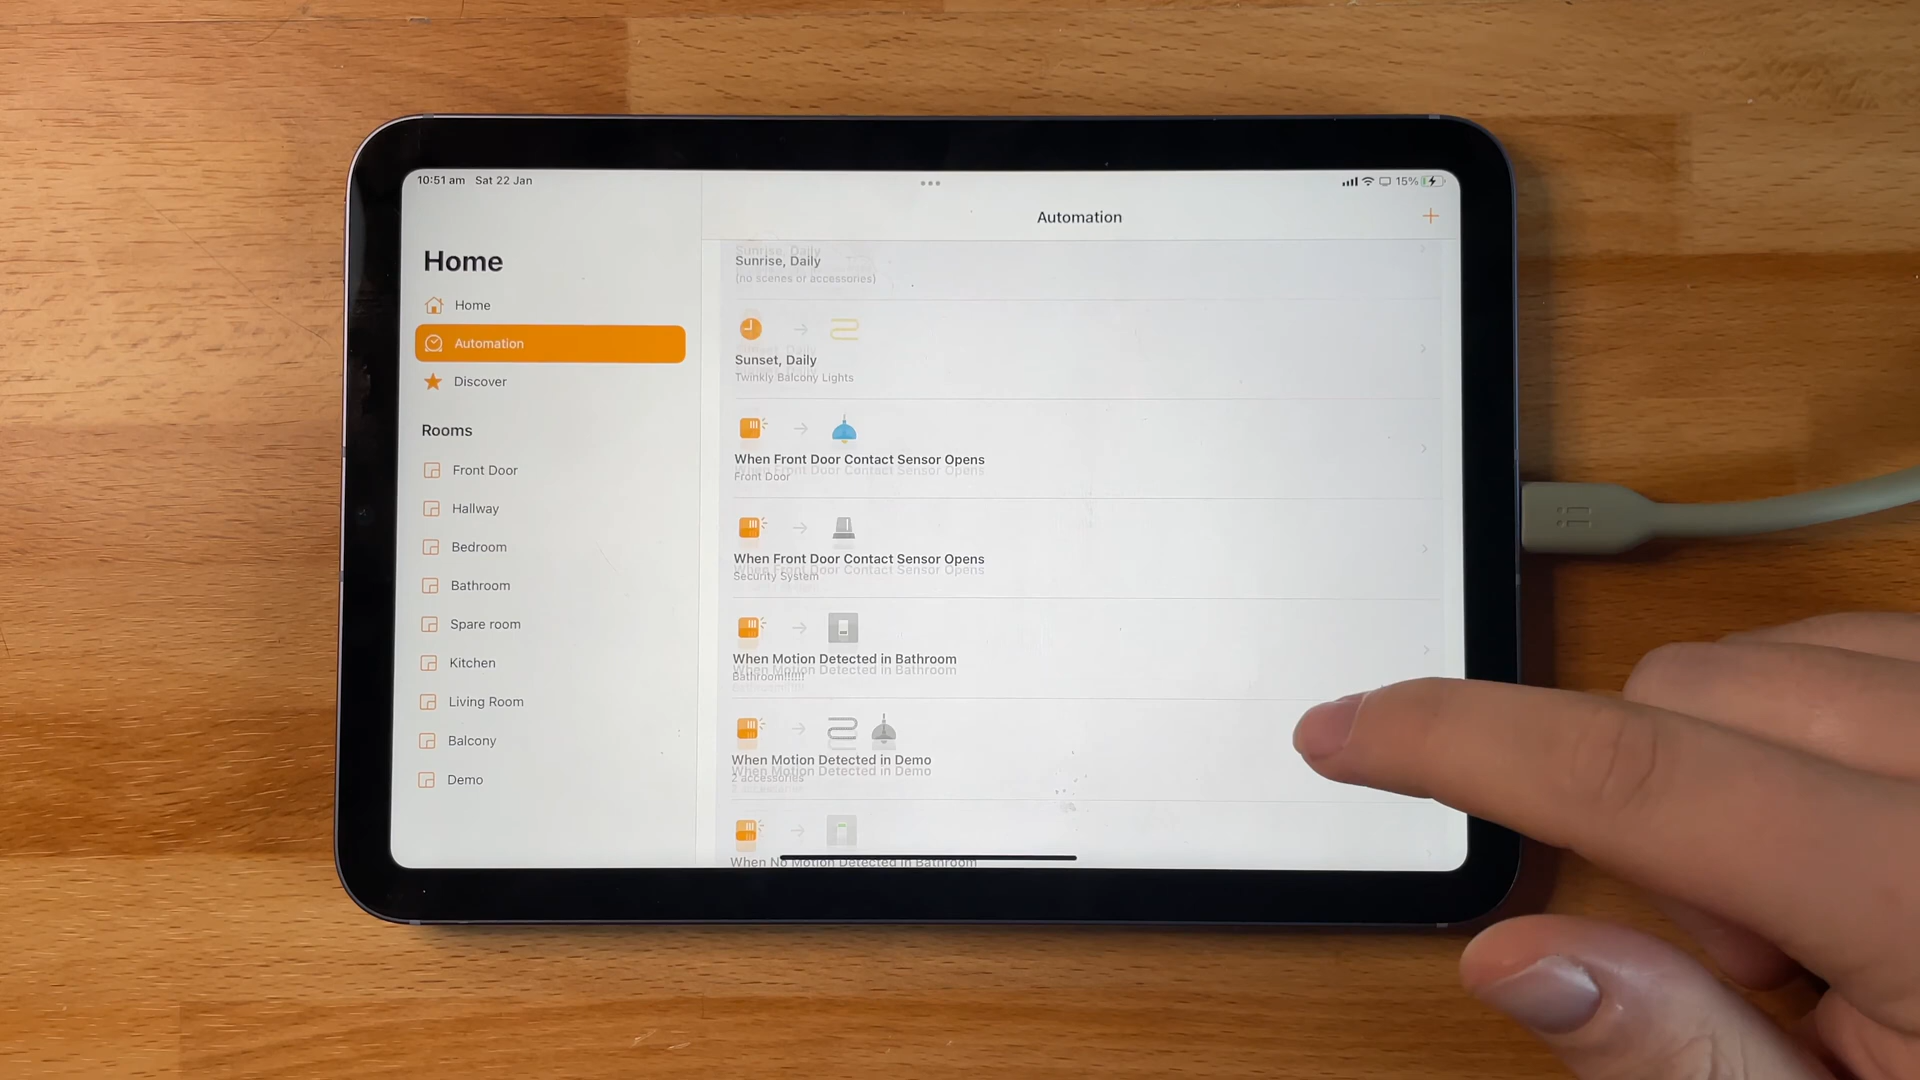 10:51 am Sat 22 Jan
15%
Home
Home
Automation
Discover
Rooms
Front Door
Hallway
Bedroom
Bathroom
Spare room
Kitchen
Living Room
Balcony
Demo
Automation
Sunrise, Daily
(no scenes or accessories)
Sunset, Daily
Twinkly Balcony Lights
When Front Door Contact Sensor Opens
Front Door
When Front Door Contact Sensor Opens
Security System
When Motion Detected in Bathroom
Bathroom!!!!!!
When Motion Detected in Demo
2 accessories
When No Motion Detected in Bathroom